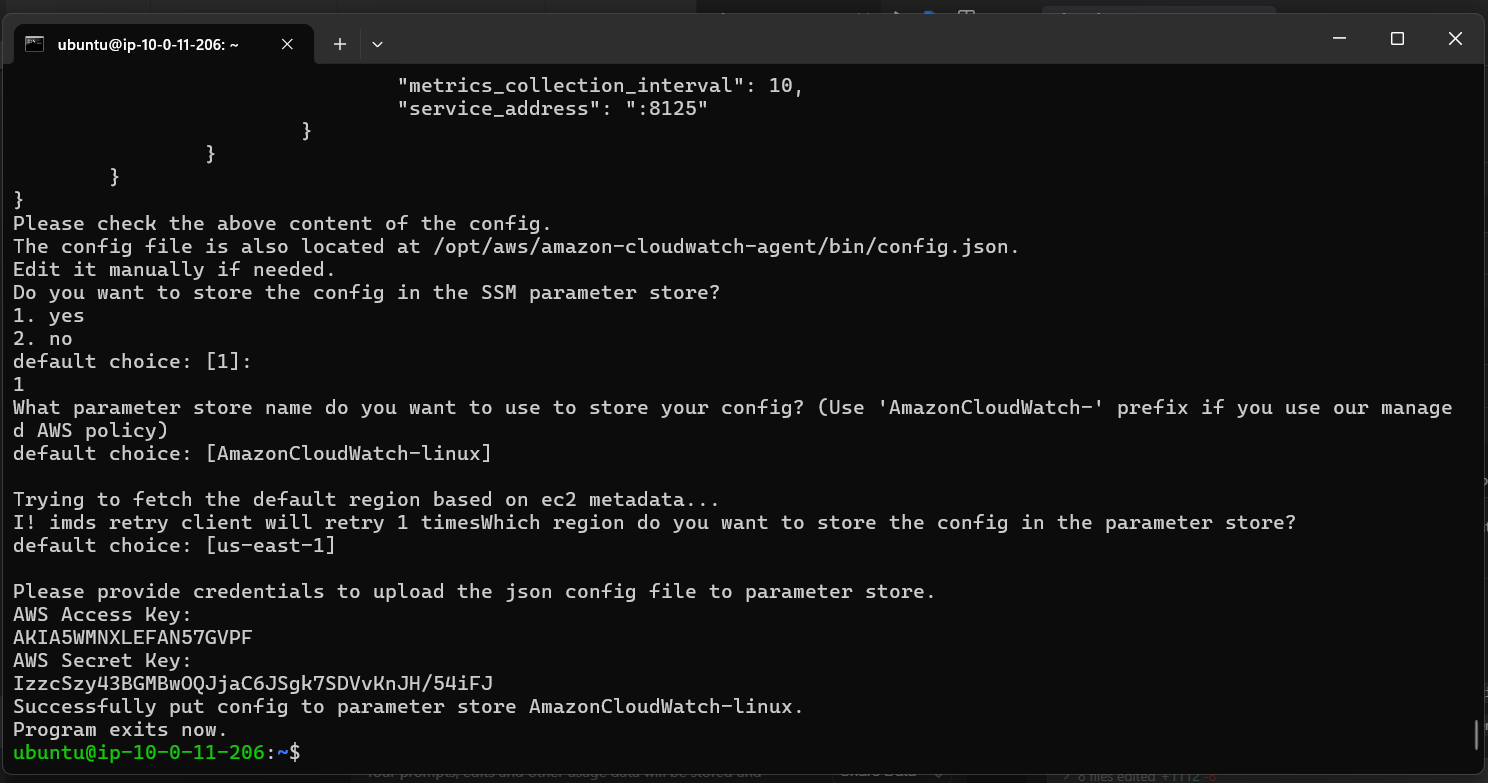 ubuntu@ip-10-0-11-206: ~
"metrics_collection_interval": 10,
"service_address": ":8125"
}
}
}
}
Please check the above content of the config.
The config file is also located at /opt/aws/amazon-cloudwatch-agent/bin/config.json.
Edit it manually if needed.
Do you want to store the config in the SSM parameter store?
1. yes
2. no
default choice: [1]:
1
What parameter store name do you want to use to store your config? (Use 'AmazonCloudWatch-' prefix if you use our manage
d AWS policy)
default choice: [AmazonCloudWatch-linux]
Trying to fetch the default region based on ec2 metadata...
I! imds retry client will retry 1 timesWhich region do you want to store the config in the parameter store?
default choice: [us-east-1]
Please provide credentials to upload the json config file to parameter store.
AWS Access Key:
AKIA5WMNXLEFAN57GVPF
AWS Secret Key:
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
Successfully put config to parameter store AmazonCloudWatch-linux.
Program exits now.
ubuntu@ip-10-0-11-206:~$